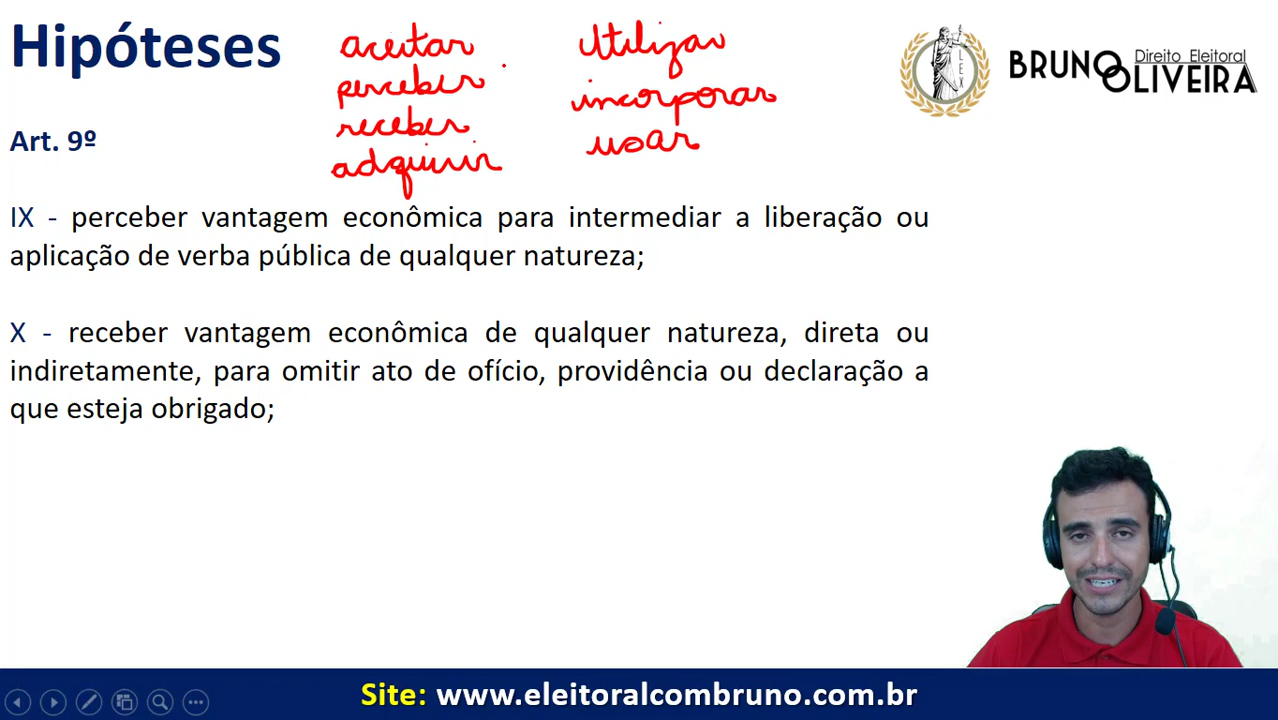 Hipóteses
aceitar
perceber
receber
adquirir
Utilizar
incorporar
usar
LEX
BRUNO OLIVEIRA
Direito Eleitoral
Art. 9º
IX - perceber vantagem econômica para intermediar a liberação ou
aplicação de verba pública de qualquer natureza;
X - receber vantagem econômica de qualquer natureza, direta ou
indiretamente, para omitir ato de ofício, providência ou declaração a
que esteja obrigado;
Site: www.eleitoralcombruno.com.br